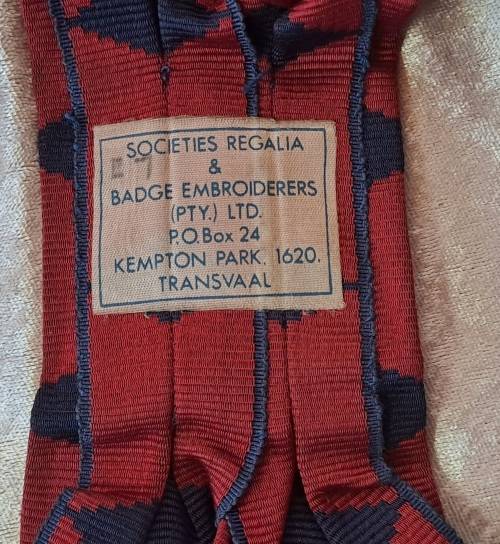 SOCIETIES REGALIA
&
BADGE EMBROIDERERS
(PTY.) LTD.
P.O. Box 24
KEMPTON PARK. 1620.
TRANSVAAL